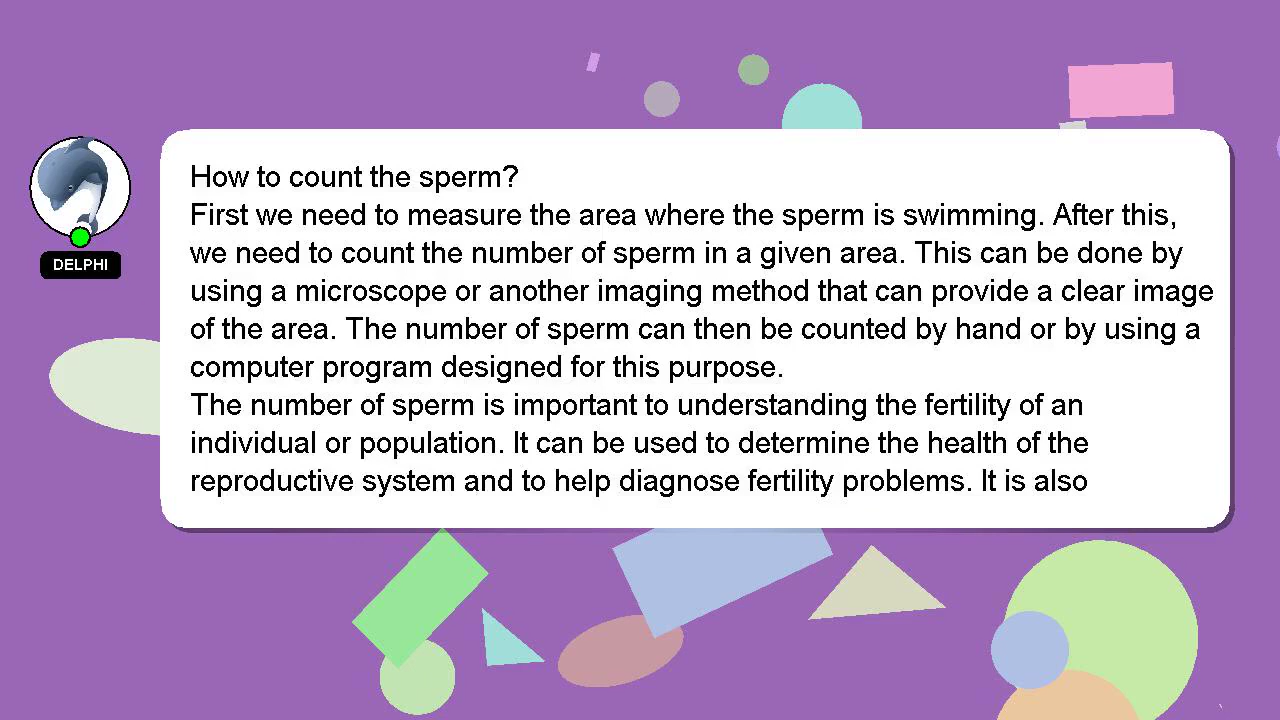 How to count the sperm?
First we need to measure the area where the sperm is swimming. After this,
we need to count the number of sperm in a given area. This can be done by
using a microscope or another imaging method that can provide a clear image
of the area. The number of sperm can then be counted by hand or by using a
computer program designed for this purpose.
The number of sperm is important to understanding the fertility of an
individual or population. It can be used to determine the health of the
reproductive system and to help diagnose fertility problems. It is also
DELPHI